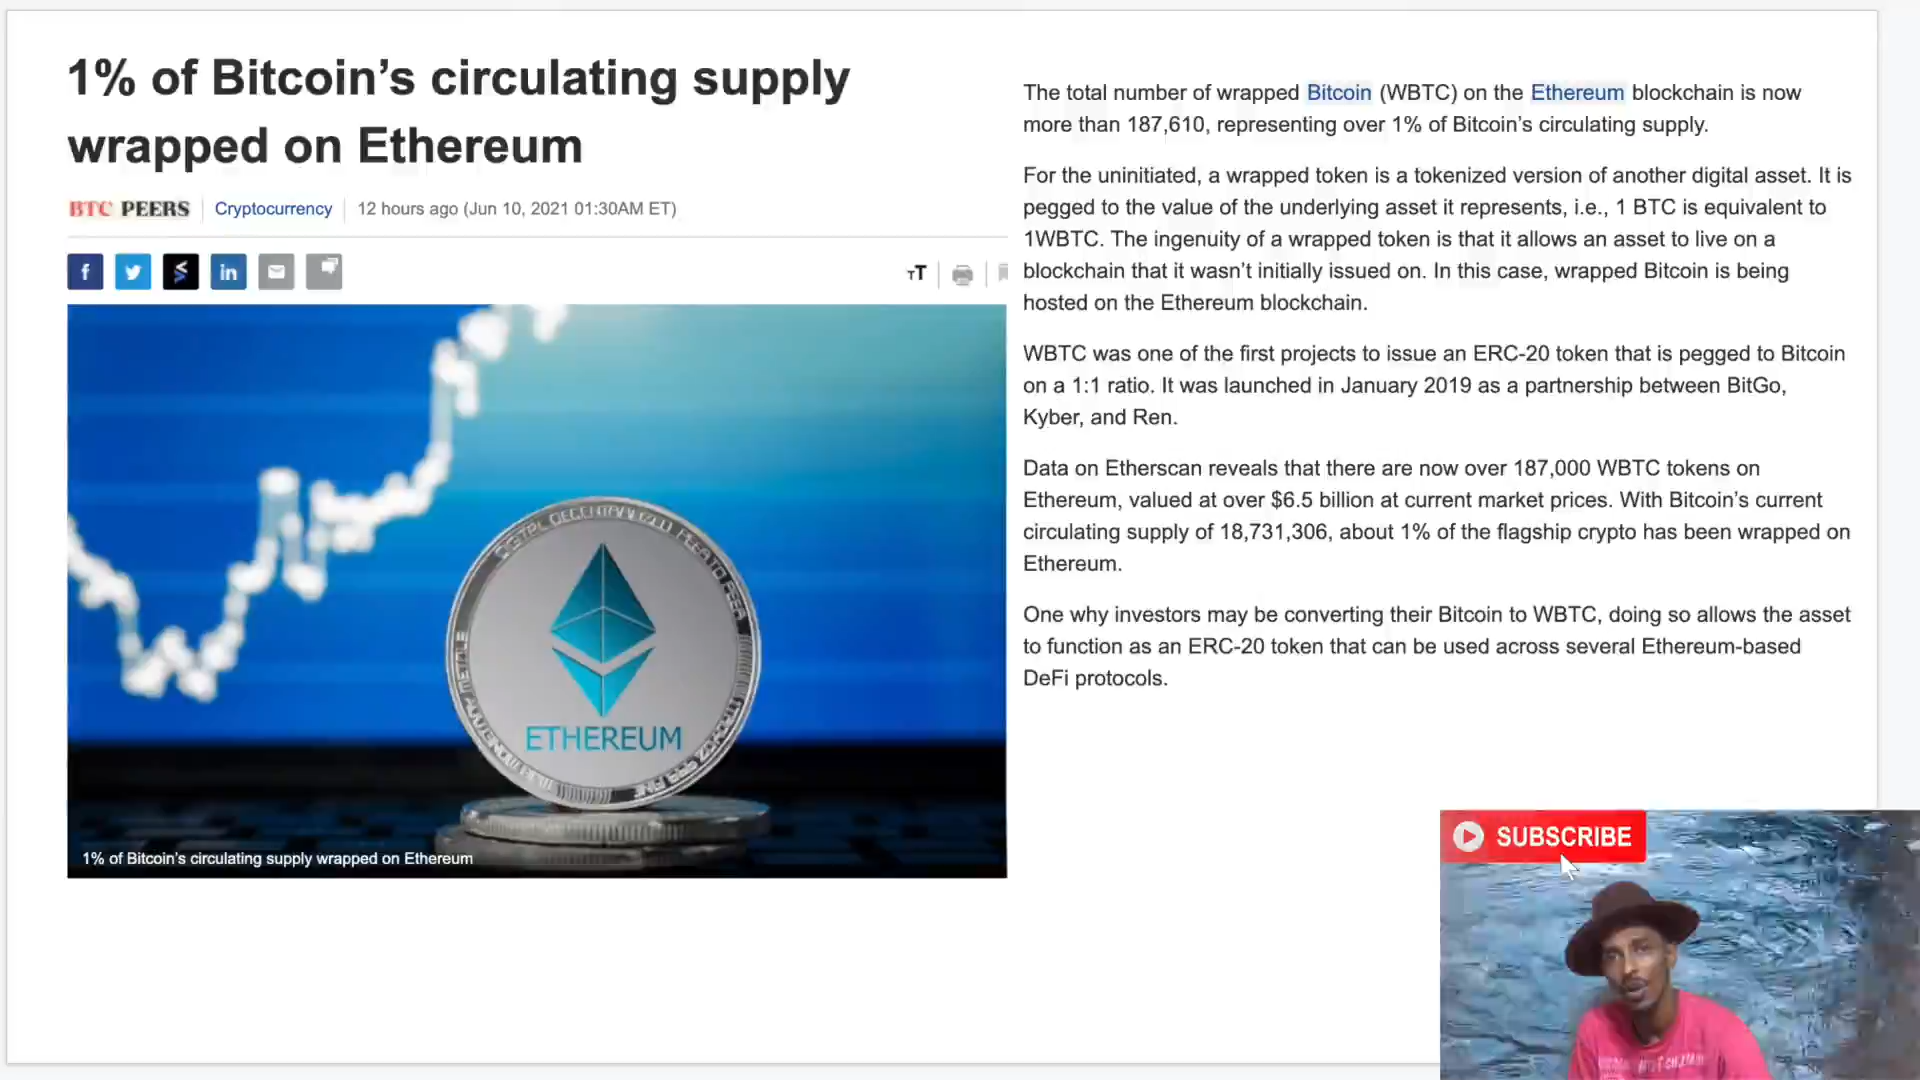 1% of Bitcoin’s circulating supply
wrapped on Ethereum
BTC PEERS
Cryptocurrency
12 hours ago (Jun 10, 2021 01:30AM ET)
f
in
TT
ETHEREUM
1% of Bitcoin’s circulating supply wrapped on Ethereum
The total number of wrapped Bitcoin (WBTC) on the Ethereum blockchain is now
more than 187,610, representing over 1% of Bitcoin’s circulating supply.
For the uninitiated, a wrapped token is a tokenized version of another digital asset. It is
pegged to the value of the underlying asset it represents, i.e., 1 BTC is equivalent to
1WBTC. The ingenuity of a wrapped token is that it allows an asset to live on a
blockchain that it wasn’t initially issued on. In this case, wrapped Bitcoin is being
hosted on the Ethereum blockchain.
WBTC was one of the first projects to issue an ERC-20 token that is pegged to Bitcoin
on a 1:1 ratio. It was launched in January 2019 as a partnership between BitGo,
Kyber, and Ren.
Data on Etherscan reveals that there are now over 187,000 WBTC tokens on
Ethereum, valued at over $6.5 billion at current market prices. With Bitcoin’s current
circulating supply of 18,731,306, about 1% of the flagship crypto has been wrapped on
Ethereum.
One why investors may be converting their Bitcoin to WBTC, doing so allows the asset
to function as an ERC-20 token that can be used across several Ethereum-based
DeFi protocols.
SUBSCRIBE